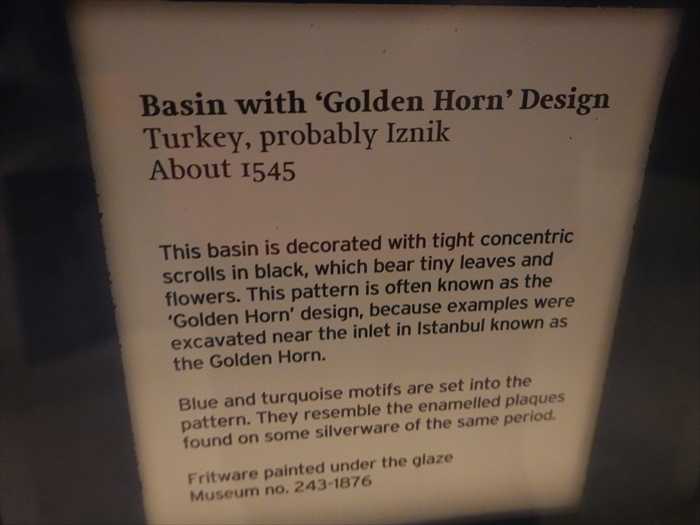 Basin with ‘Golden Horn’ Design
Turkey, probably Iznik
About 1545
This basin is decorated with tight concentric
scrolls in black, which bear tiny leaves and
flowers. This pattern is often known as the
‘Golden Horn’ design, because examples were
excavated near the inlet in Istanbul known as
the Golden Horn.
Blue and turquoise motifs are set into the
pattern. They resemble the enamelled plaques
found on some silverware of the same period.
Fritware painted under the glaze
Museum no. 243-1876